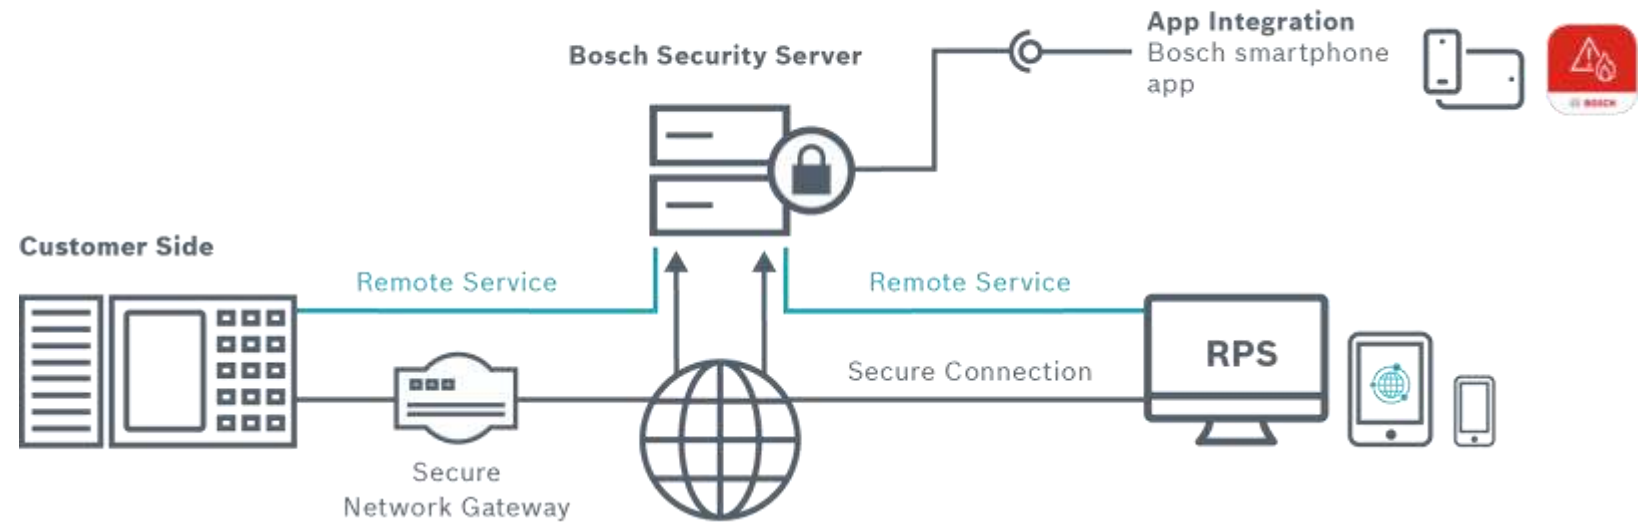 App Integration
Bosch smartphone
app
Bosch Security Server
BOSCH
Customer Side
Remote Service
Remote Service
RPS
Secure Connection
Secure
Network Gateway